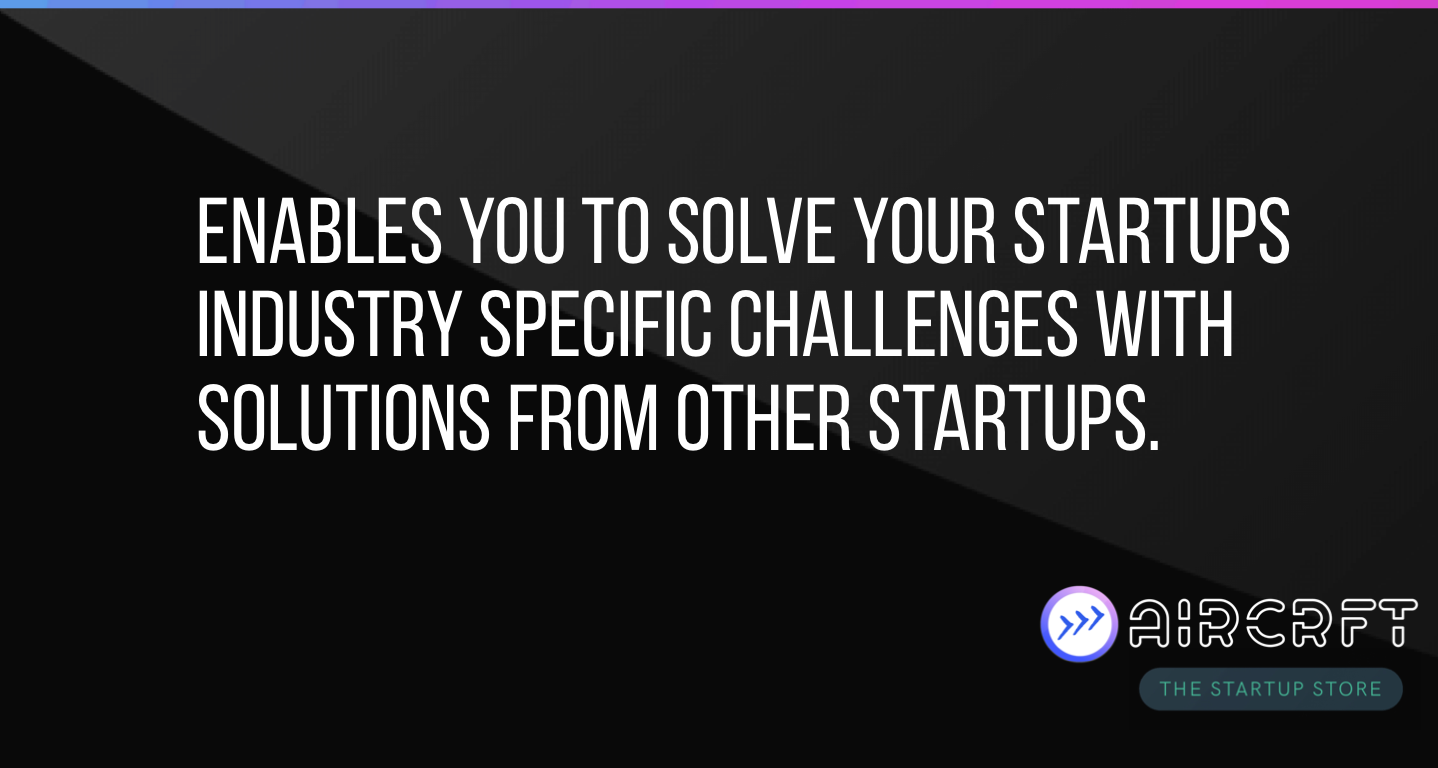 ENABLES YOU TO SOLVE YOUR STARTUPS
INDUSTRY SPECIFIC CHALLENGES WITH
SOLUTIONS FROM OTHER STARTUPS.
AIRCRFT
THE STARTUP STORE